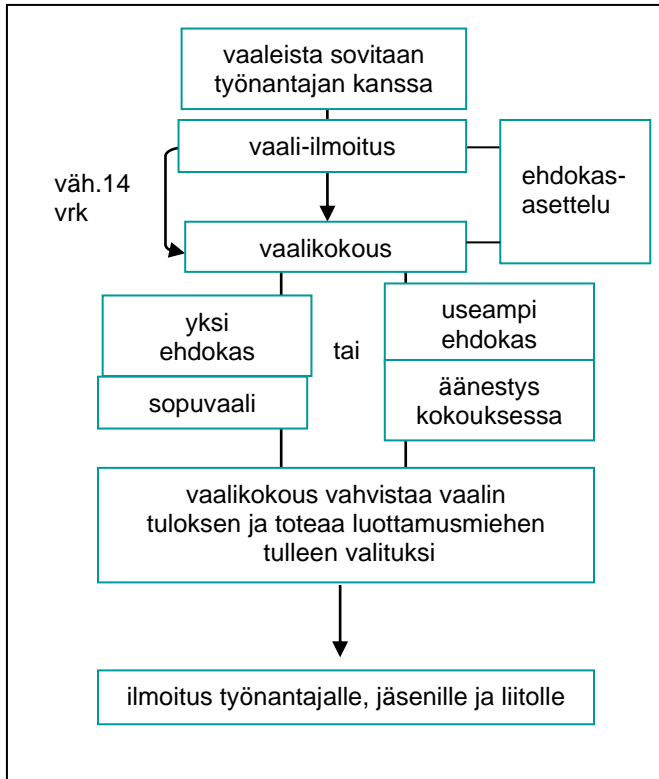 vaaleista sovitaan
työnantajan kanssa
vaali-ilmoitus
väh.14
vrk
ehdokas-
asettelu
vaalikokous
yksi
ehdokas
tai
useampi
ehdokas
sopuvaali
äänestys
kokouksessa
vaalikokous vahvistaa vaalin
tuloksen ja toteaa luottamusmiehen
tulleen valituksi
ilmoitus työnantajalle, jäsenille ja liitolle